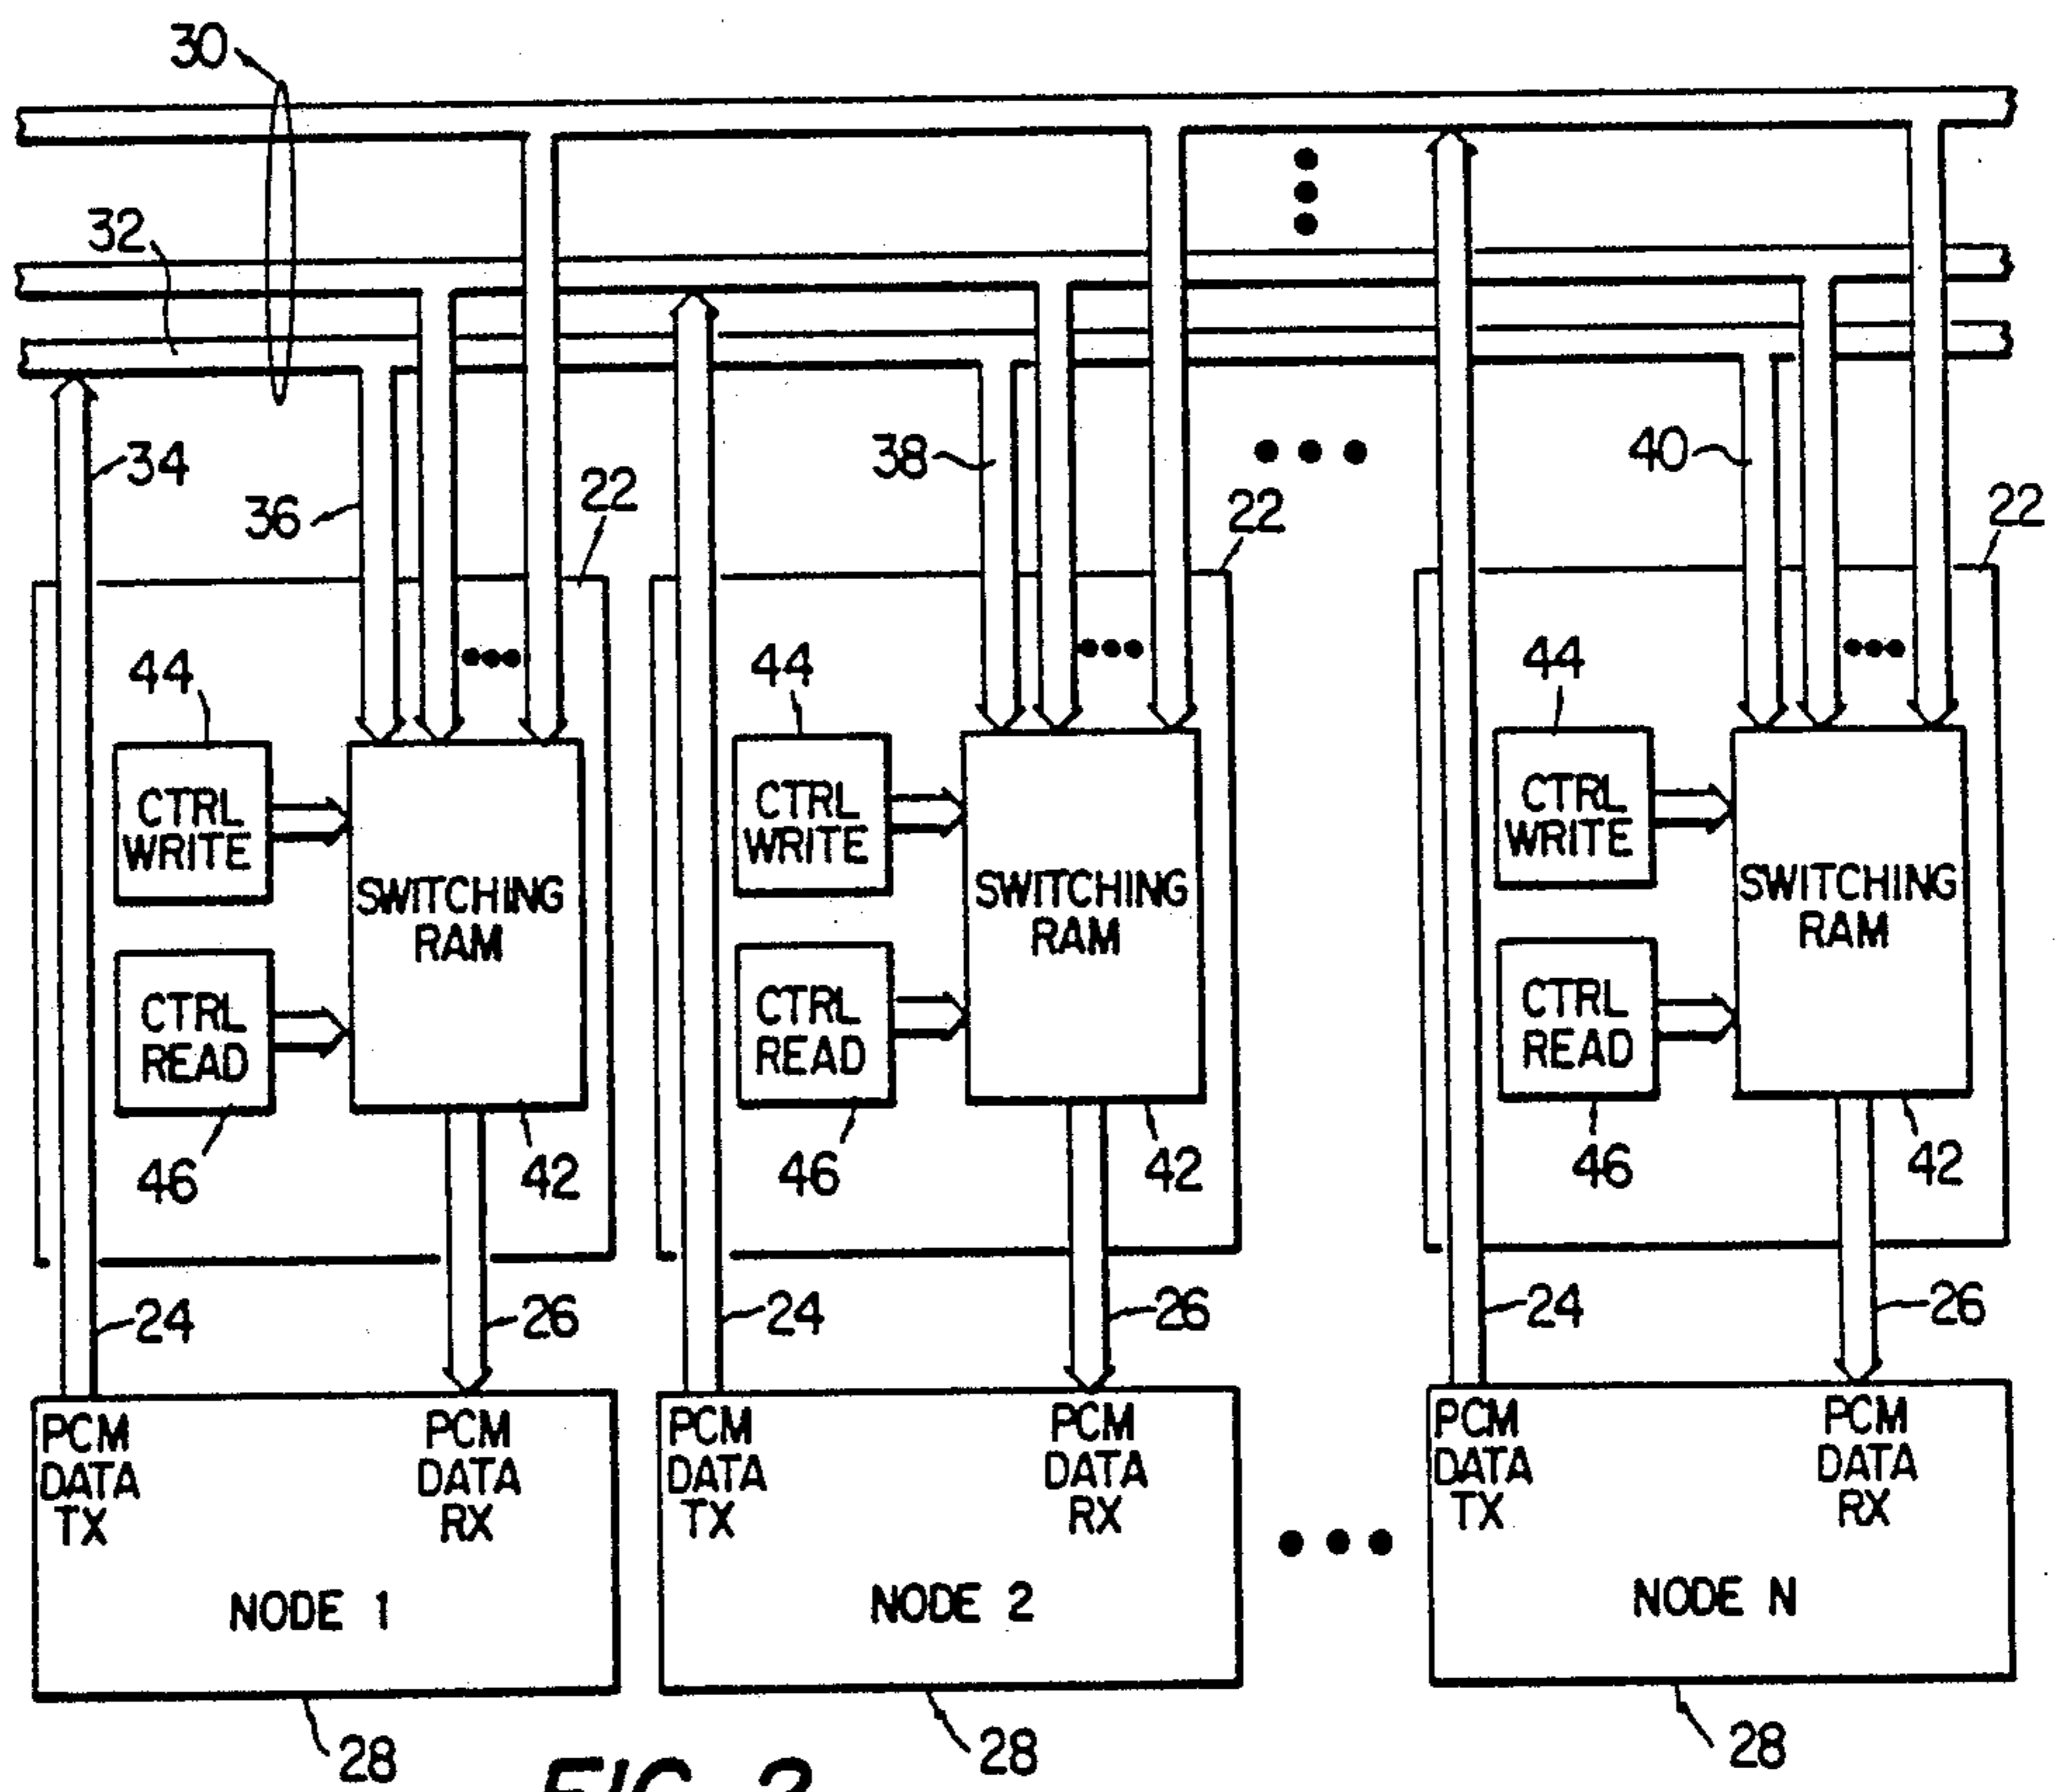 30
32
34
36
22
38
22
40
22
44
44
44
CTRL
WRITE
CTRL
WRITE
CTRL
WRITE
SWITCHING
RAM
SWITCHING
RAM
SWITCHING
RAM
CTRL
READ
CTRL
READ
CTRL
READ
46
42
46
42
46
42
24
26
24
26
24
26
PCM
DATA
TX
PCM
DATA
RX
PCM
DATA
TX
PCM
DATA
RX
PCM
DATA
TX
PCM
DATA
RX
NODE 1
NODE 2
NODE N
28
28
28